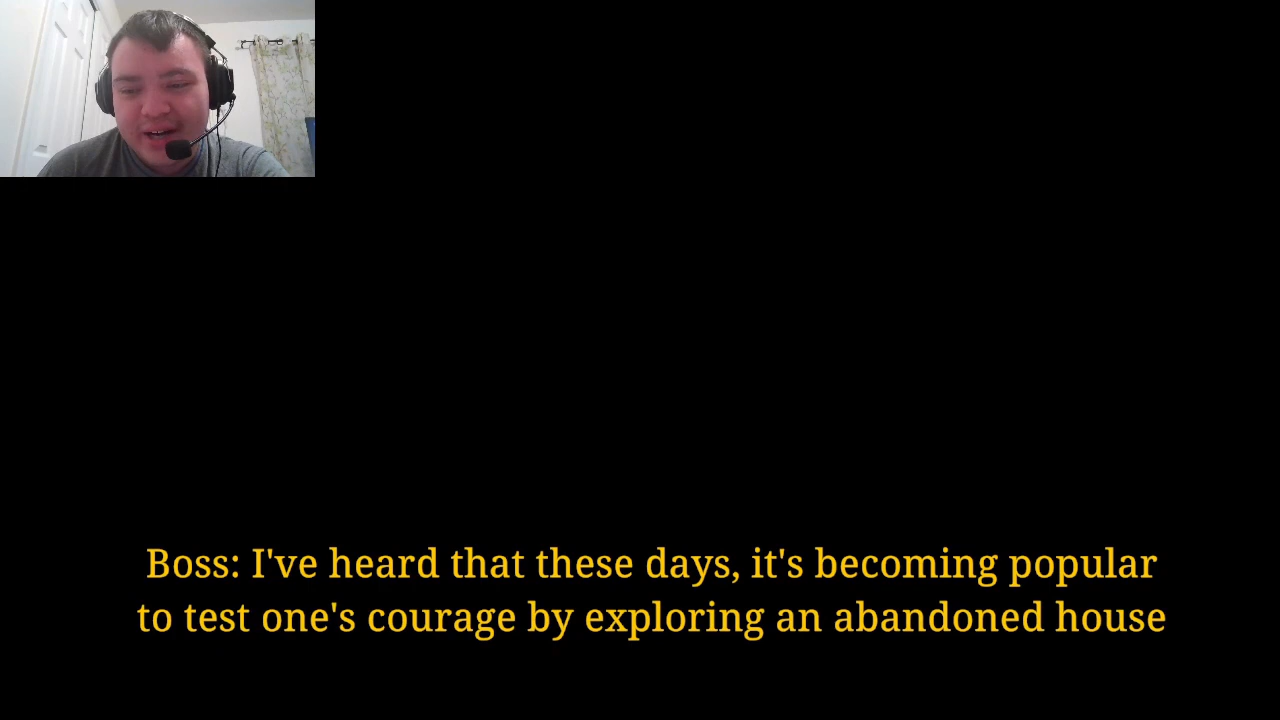 Boss: I've heard that these days, it's becoming popular
to test one's courage by exploring an abandoned house